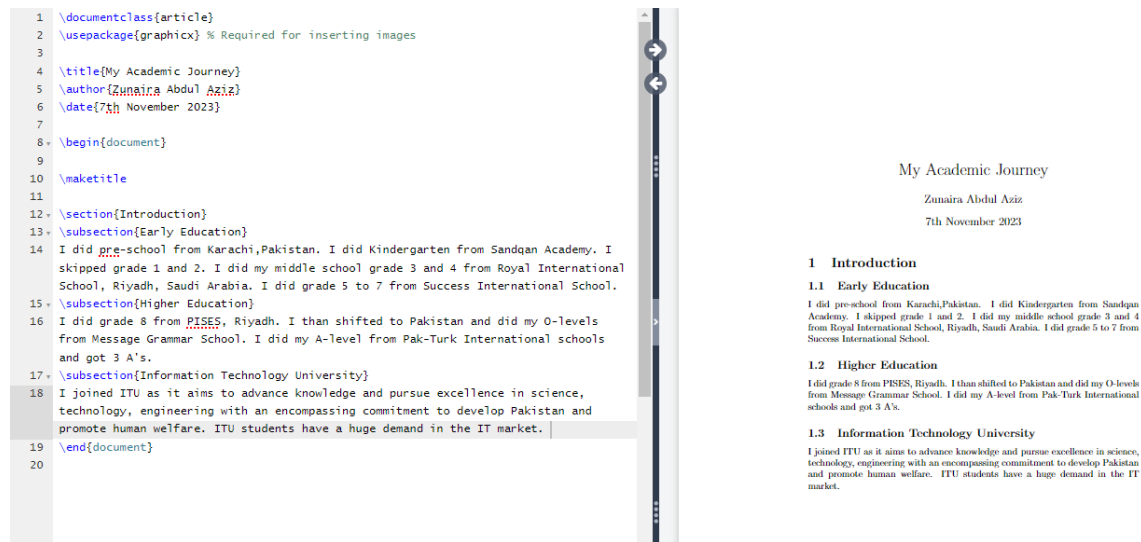 1 \documentclass{article}
2 \usepackage{graphicx} % Required for inserting images
3
4 \title{My Academic Journey}
5 \author{Zunaira Abdul Aziz}
6 \date{7th November 2023}
7
8 \begin{document}
9
10 \maketitle
11
12 \section{Introduction}
13 \subsection{Early Education}
14 I did pre-school from Karachi,Pakistan. I did Kindergarten from Sandqan Academy. I
skipped grade 1 and 2. I did my middle school grade 3 and 4 from Royal International
School, Riyadh, Saudi Arabia. I did grade 5 to 7 from Success International School.
15 \subsection{Higher Education}
16 I did grade 8 from PISES, Riyadh. I than shifted to Pakistan and did my O-levels
from Message Grammar School. I did my A-level from Pak-Turk International schools
and got 3 A's.
17 \subsection{Information Technology University}
18 I joined ITU as it aims to advance knowledge and pursue excellence in science,
technology, engineering with an encompassing commitment to develop Pakistan and
promote human welfare. ITU students have a huge demand in the IT market.
19 \end{document}
20
My Academic Journey
Zunaira Abdul Aziz
7th November 2023
1 Introduction
1.1 Early Education
I did pre-school from Karachi,Pakistan. I did Kindergarten from Sandqan
Academy. I skipped grade 1 and 2. I did my middle school grade 3 and 4
from Royal International School, Riyadh, Saudi Arabia. I did grade 5 to 7 from
Success International School.
1.2 Higher Education
I did grade 8 from PISES, Riyadh. I than shifted to Pakistan and did my O-levels
from Message Grammar School. I did my A-level from Pak-Turk International
schools and got 3 A's.
1.3 Information Technology University
I joined ITU as it aims to advance knowledge and pursue excellence in science,
technology, engineering with an encompassing commitment to develop Pakistan
and promote human welfare. ITU students have a huge demand in the IT
market.